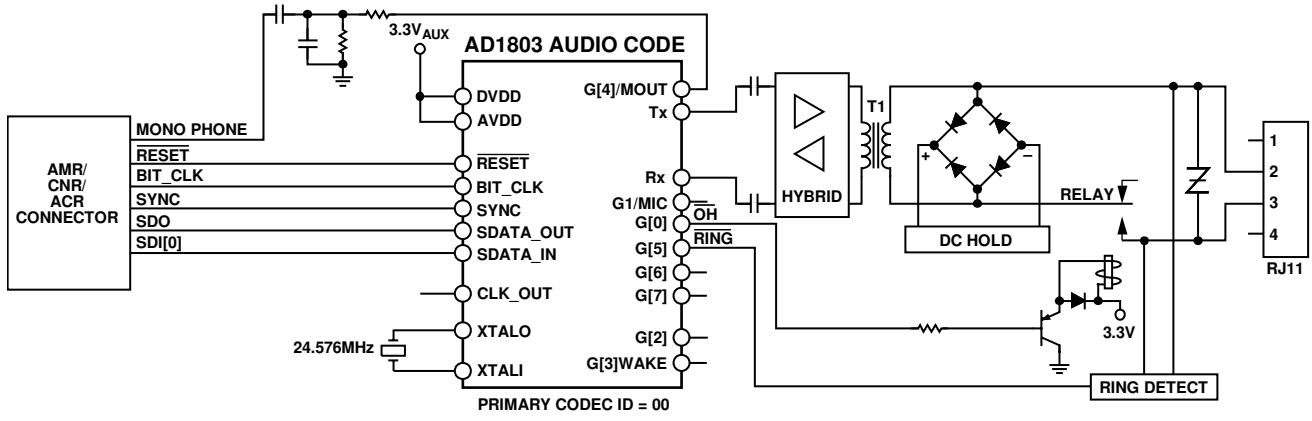 3.3VAUX
AD1803 AUDIO CODE
AMR/
CNR/
ACR
CONNECTOR
MONO PHONE
RESET
BIT_CLK
SYNC
SDO
SDI[0]
DVDD
AVDD
RESET
BIT_CLK
SYNC
SDATA_OUT
SDATA_IN
CLK_OUT
XTALO
XTALI
24.576MHz
G[4]/MOUT
Tx
Rx
G1/MIC
G[0]
G[5]
G[6]
G[7]
G[2]
G[3]WAKE
OH
RING
PRIMARY CODEC ID = 00
HYBRID
T1
+
–
DC HOLD
RELAY
3.3V
RING DETECT
1
2
3
4
RJ11